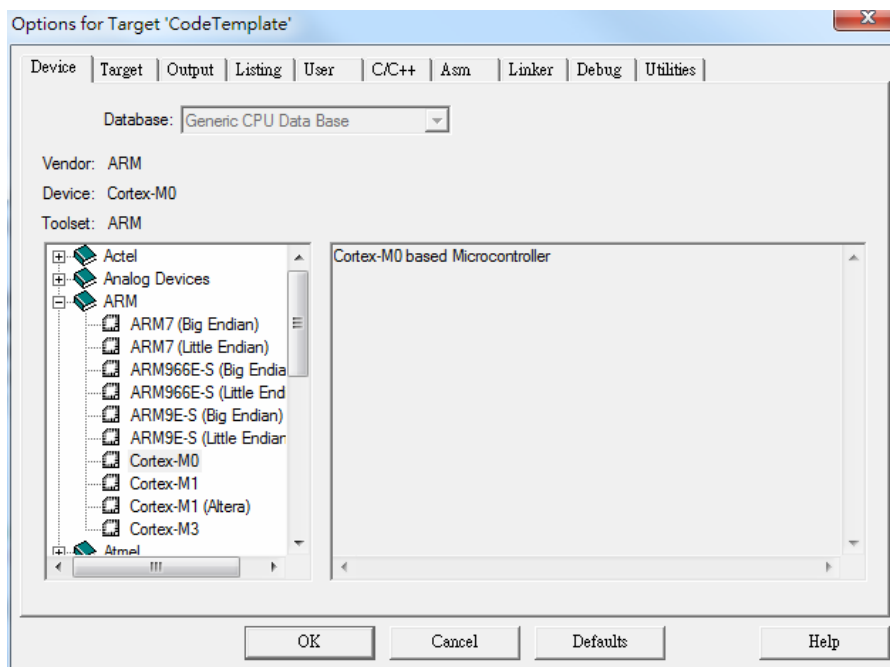 Options for Target 'CodeTemplate'
Device Target Output Listing User C/C++ Asm Linker Debug Utilities
Database: Generic CPU Data Base
Vendor: ARM
Device: Cortex-M0
Toolset: ARM
Actel
Analog Devices
ARM
ARM7 (Big Endian)
ARM7 (Little Endian)
ARM966E-S (Big Endia
ARM966E-S (Little End
ARM9E-S (Big Endian)
ARM9E-S (Little Endian
Cortex-M0
Cortex-M1
Cortex-M1 (Altera)
Cortex-M3
Atmel
Cortex-M0 based Microcontroller
OK Cancel Defaults Help